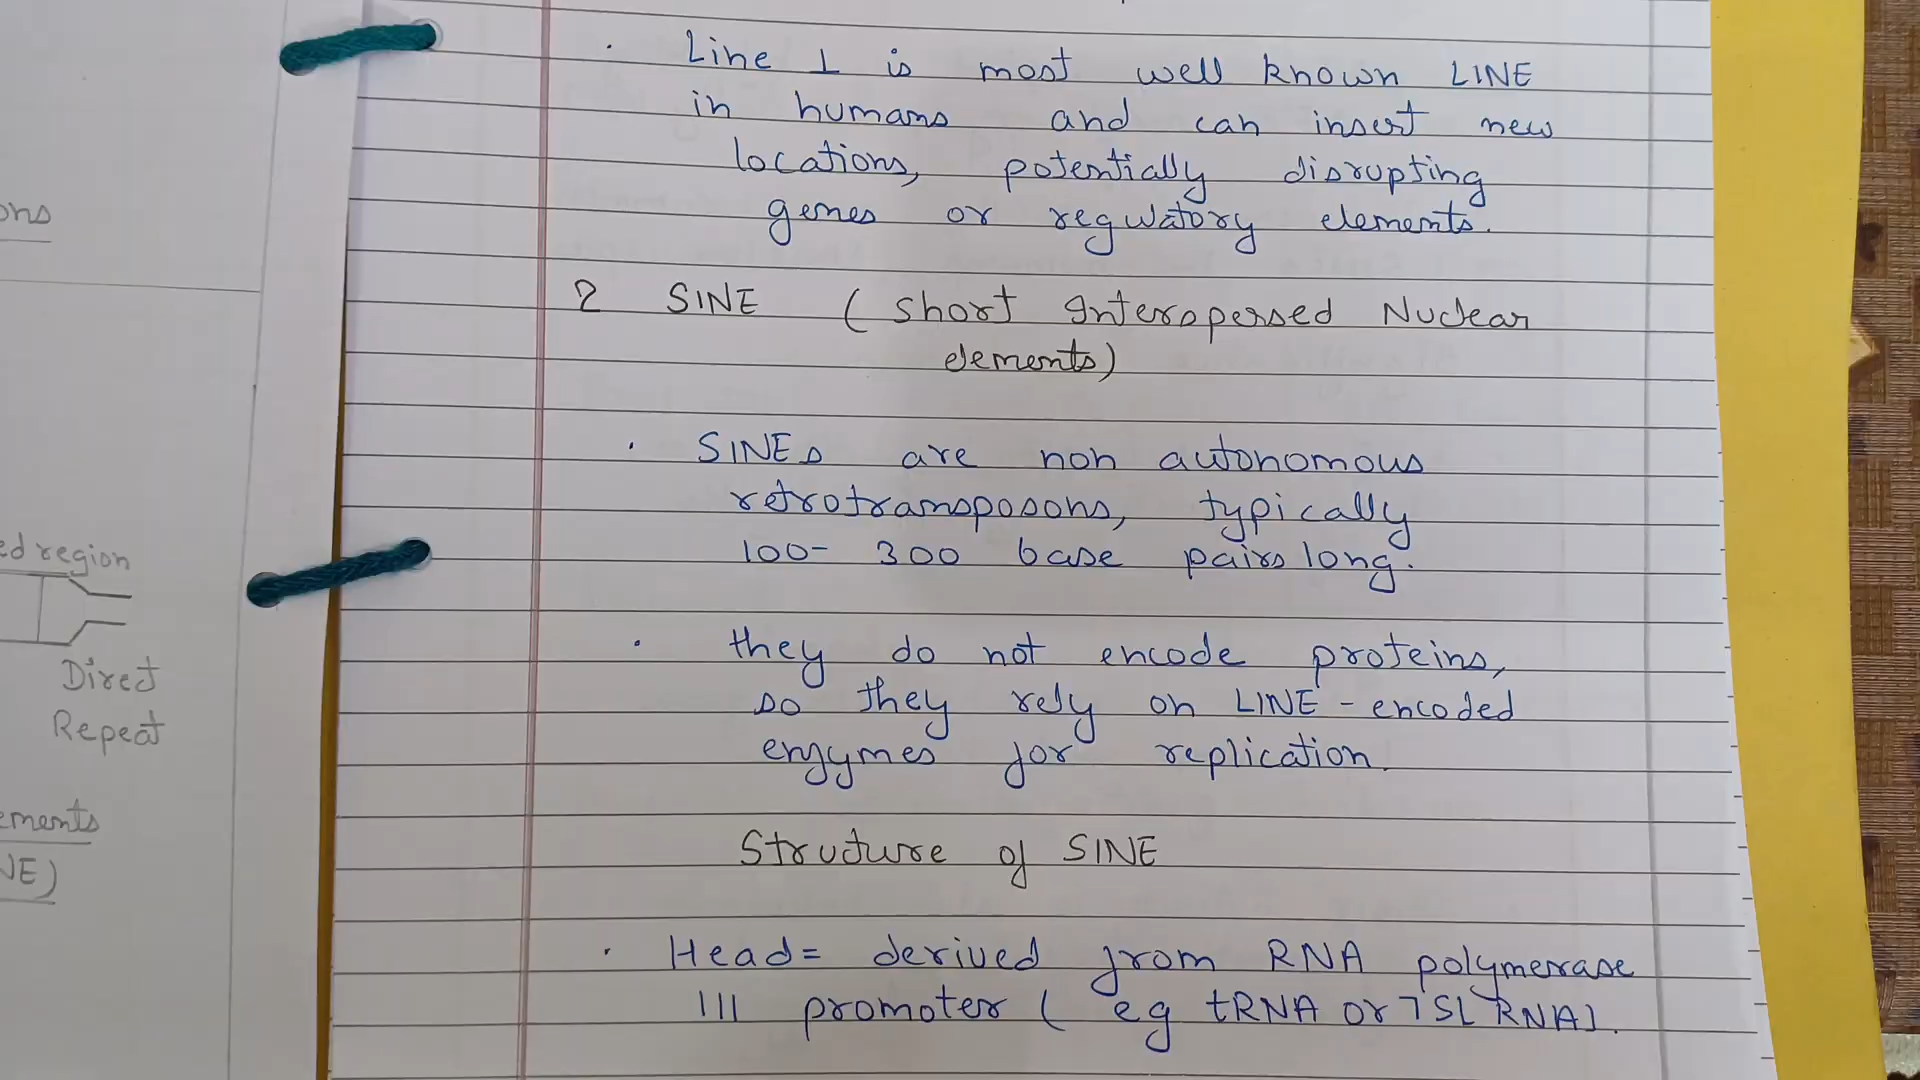 Line 1 is most well known LINE
in humans and can insert new
locations, potentially disrupting
genes or regulatory elements.
2 SINE (Short Interspersed Nuclear
elements)
. SINEs are non autonomous
retrotransposons, typically
100- 300 base pairs long.
. they do not encode proteins,
so they rely on LINE - encoded
enzymes for replication.
Structure of SINE
. Head= derived from RNA polymerase
III promoter ( eg tRNA or 7SL RNA).
ons
ed region
Direct
Repeat
ements
NE)